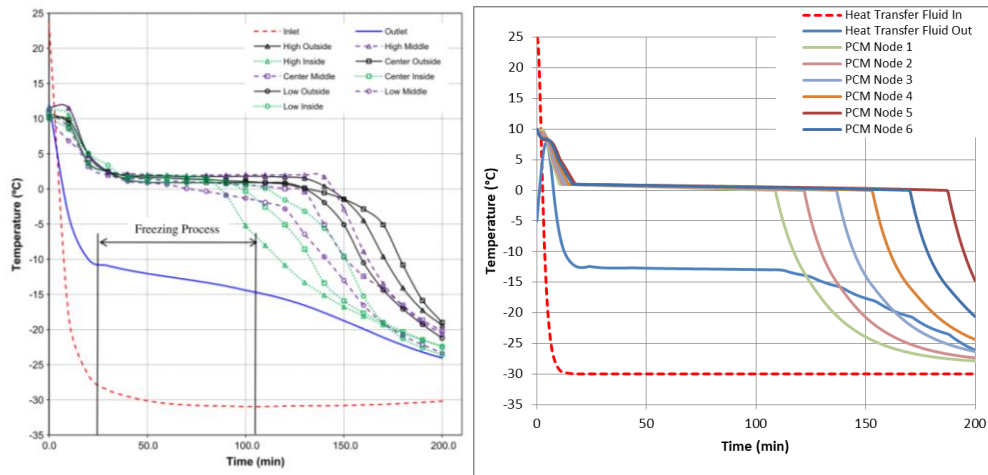 Inlet
Outlet
High Outside
High Middle
High Inside
Center Outside
Center Middle
Center Inside
Low Outside
Low Middle
Low Inside
Temperature (ºC)
25
20
15
10
5
0
-5
-10
-15
-20
-25
-30
-35
Freezing Process
0.0
50.0
100.0
150.0
200.0
Time (min)
Heat Transfer Fluid In
Heat Transfer Fluid Out
PCM Node 1
PCM Node 2
PCM Node 3
PCM Node 4
PCM Node 5
PCM Node 6
Temperature (°C)
25
20
15
10
5
0
-5
-10
-15
-20
-25
-30
-35
0
50
100
150
200
Time (min)